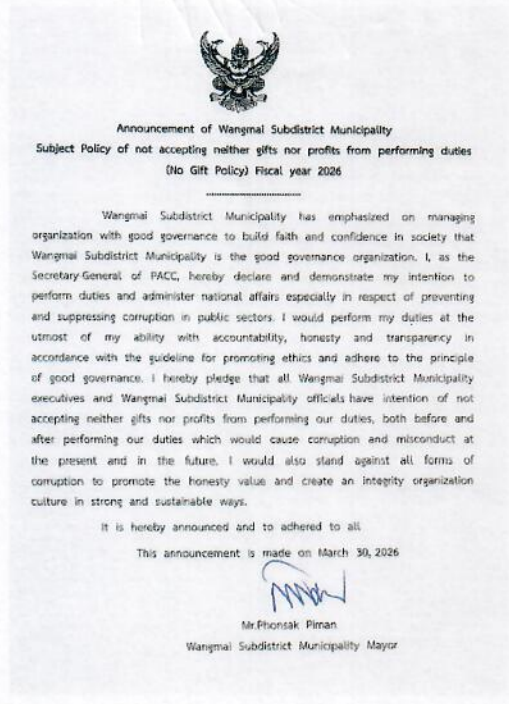 Announcement of Wangmai Subdistrict Municipality
Subject Policy of not accepting neither gifts nor profits from performing duties
(No Gift Policy) Fiscal year 2026
Wangmai Subdistrict Municipality has emphasized on managing
organization with good governance to build faith and confidence in society that
Wangmai Subdistrict Municipality is the good governance organization. I, as the
Secretary-General of PACC, hereby declare and demonstrate my intention to
perform duties and administer national affairs especially in respect of preventing
and suppressing corruption in public sectors. I would perform my duties at the
utmost of my ability with accountability, honesty and transparency in
accordance with the guideline for promoting ethics and adhere to the principle
of good governance. I hereby pledge that all Wangmai Subdistrict Municipality
executives and Wangmai Subdistrict Municipality officials have intention of not
accepting neither gifts nor profits from performing our duties, both before and
after performing our duties which would cause corruption and misconduct at
the present and in the future. I would also stand against all forms of
corruption to promote the honesty value and create an integrity organization
culture in strong and sustainable ways.
It is hereby announced and to adhered to all
This announcement is made on March 30, 2026
Mr.Phonsak Piman
Wangmai Subdistrict Municipality Mayor